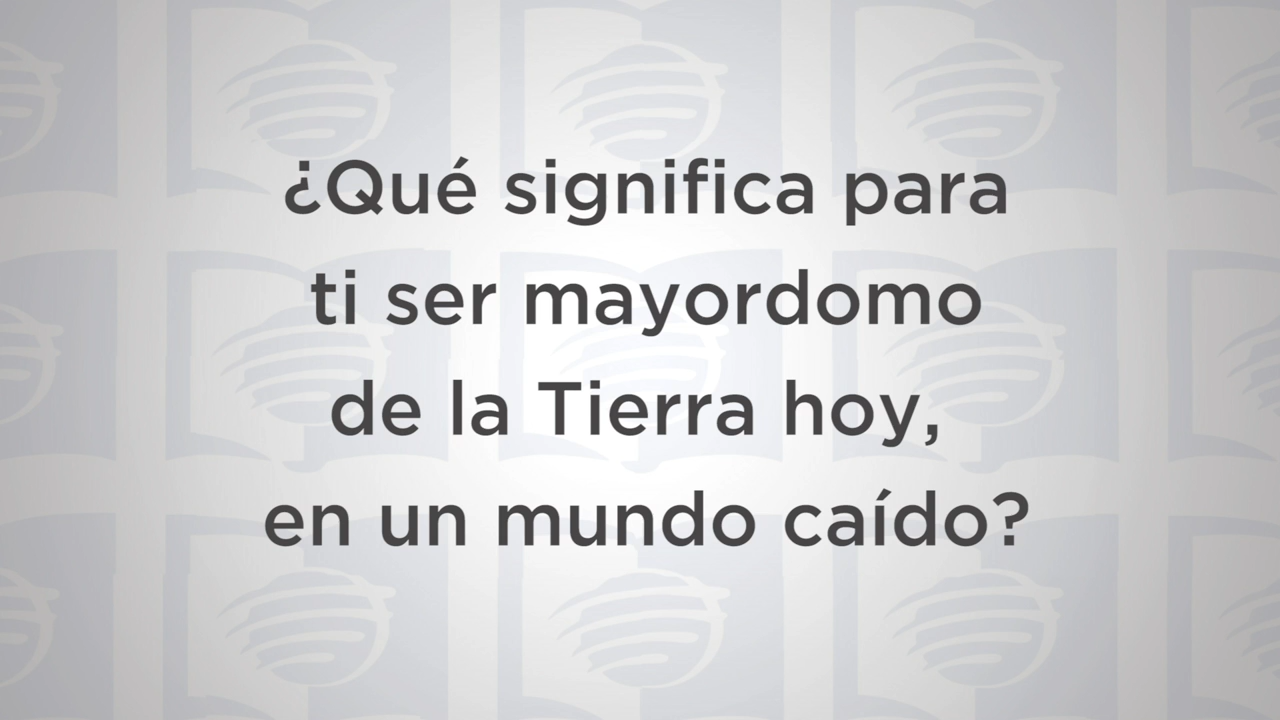 ¿Qué significa para
ti ser mayordomo
de la Tierra hoy,
en un mundo caído?